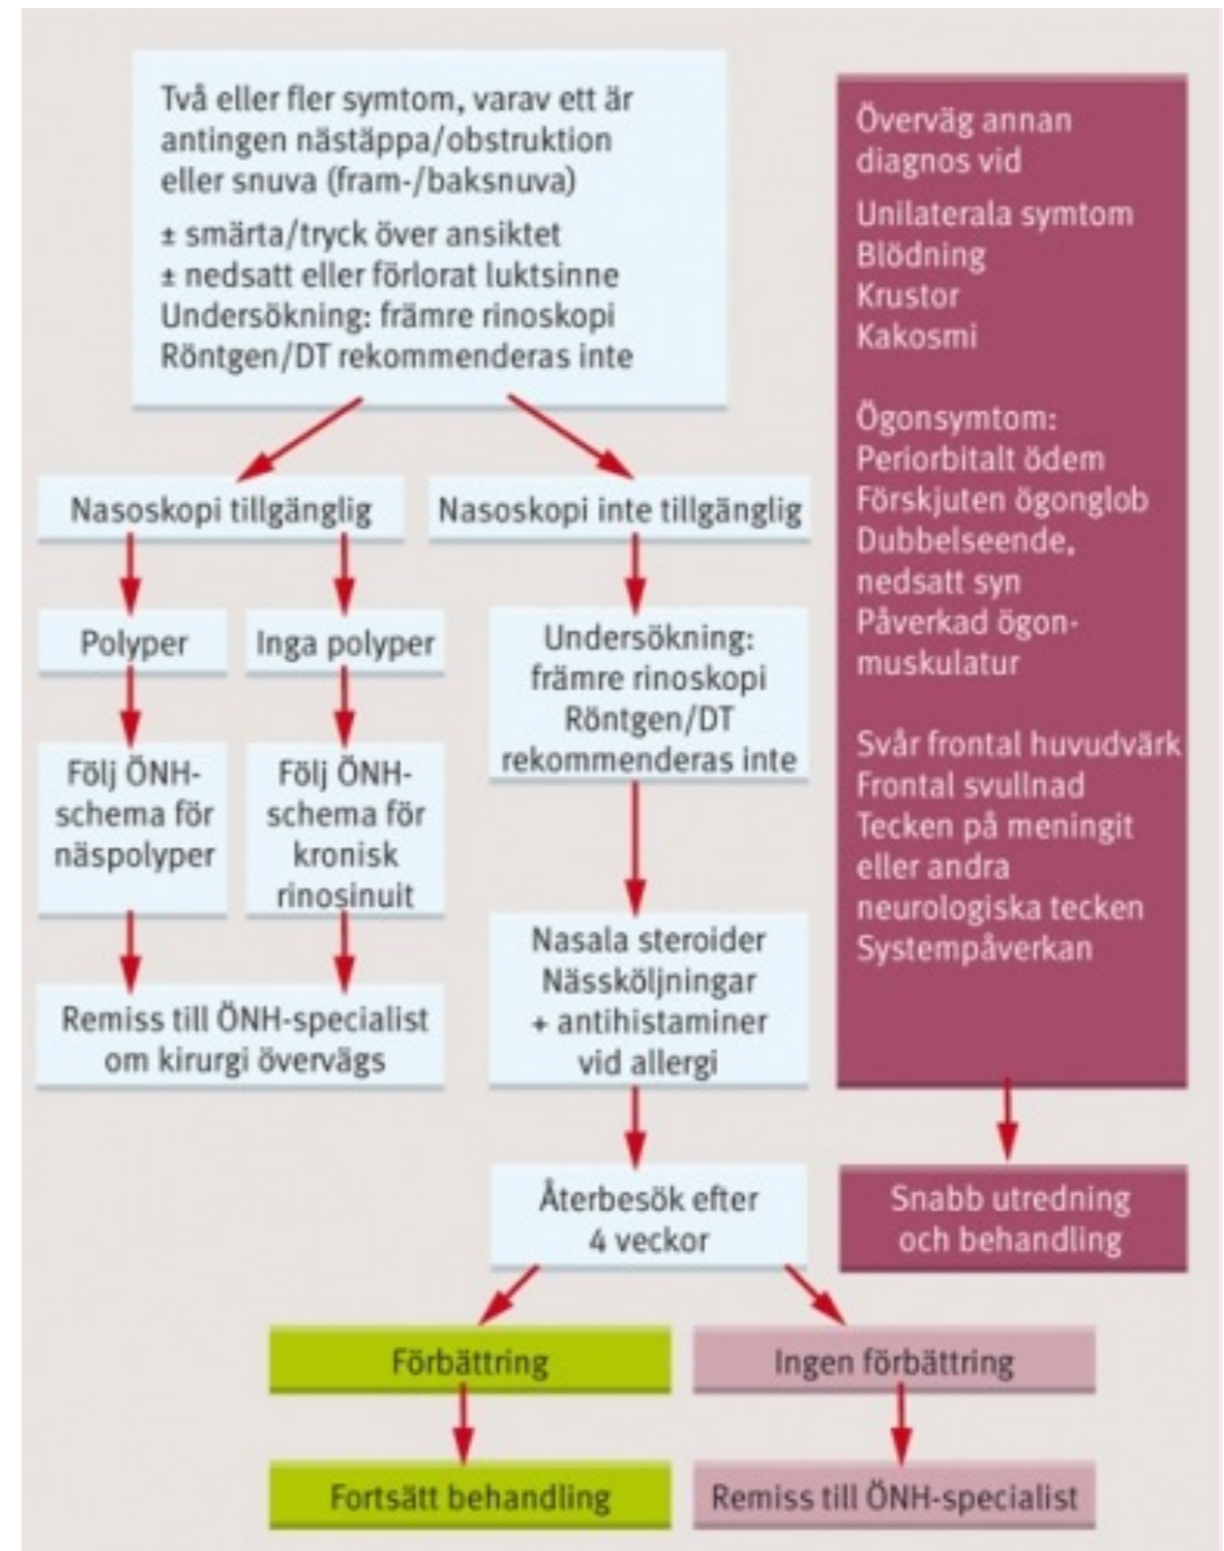 Två eller fler symtom, varav ett är
antingen nästäppa/obstruktion
eller snuva (fram-/baksnuva)
± smärta/tryck över ansiktet
± nedsatt eller förlorat luktsinne
Undersökning: främre rinoskopi
Röntgen/DT rekommenderas inte
Nasoskopi tillgänglig
Nasoskopi inte tillgänglig
Polyper
Inga polyper
Följ ÖNH-
schema för
näspolyper
Följ ÖNH-
schema för
kronisk
rinosinuit
Remiss till ÖNH-specialist
om kirurgi övervägs
Undersökning:
främre rinoskopi
Röntgen/DT
rekommenderas inte
Nasala steroider
Nässköljningar
+ antihistaminer
vid allergi
Återbesök efter
4 veckor
Förbättring
Ingen förbättring
Fortsätt behandling
Remiss till ÖNH-specialist
Överväg annan
diagnos vid
Unilaterala symtom
Blödning
Krustor
Kakosmi
Ögonsymtom:
Periorbitalt ödem
Förskjuten ögonglob
Dubbelseende,
nedsatt syn
Påverkad ögon-
muskulatur
Svår frontal huvudvärk
Frontal svullnad
Tecken på meningit
eller andra
neurologiska tecken
Systempåverkan
Snabb utredning
och behandling